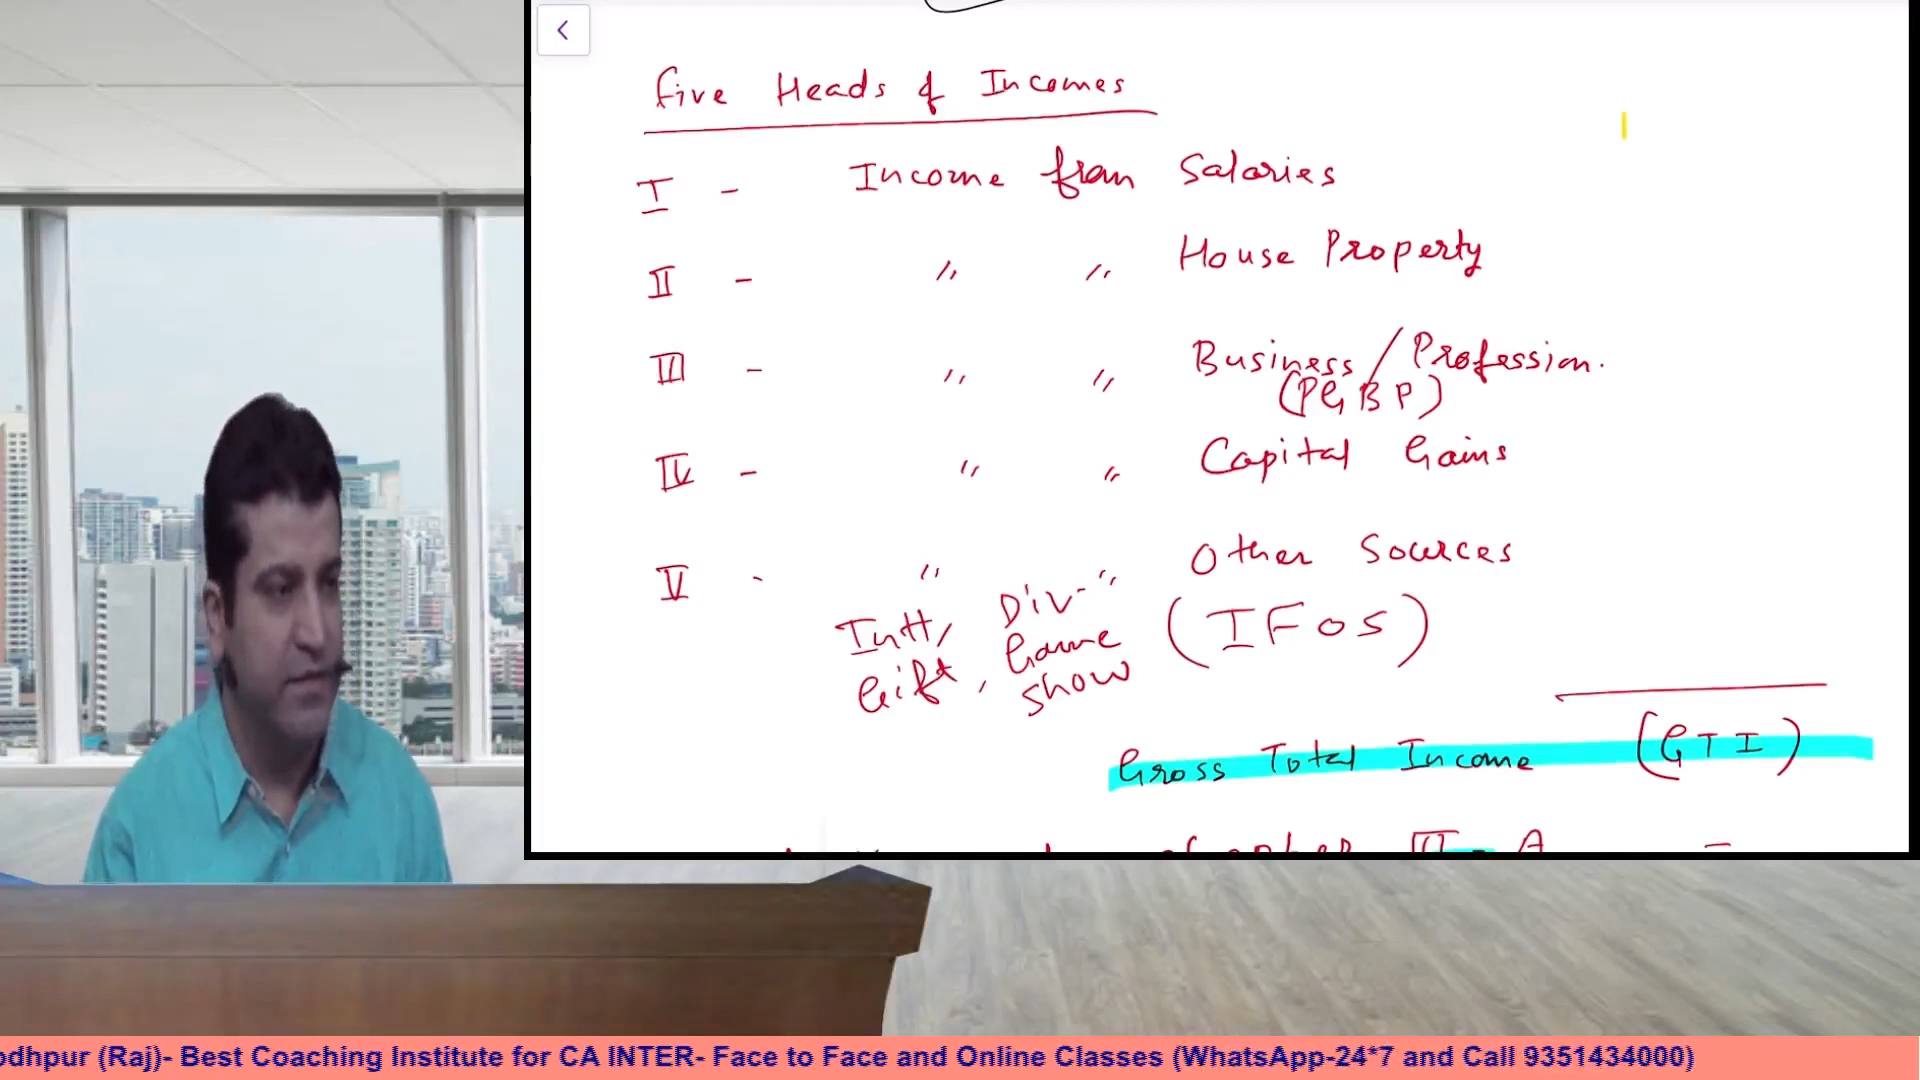 Five Heads of Incomes
I - Income from Salaries
II - " " House Property
III - " " Business / Profession.
(PGBP)
IV - " " Capital Gains
V - " " Other Sources
Intt, Div- (IFOS)
Gift, Game
show
Gross Total Income (GTI)
odhpur (Raj)- Best Coaching Institute for CA INTER- Face to Face and Online Classes (WhatsApp-24*7 and Call 9351434000)